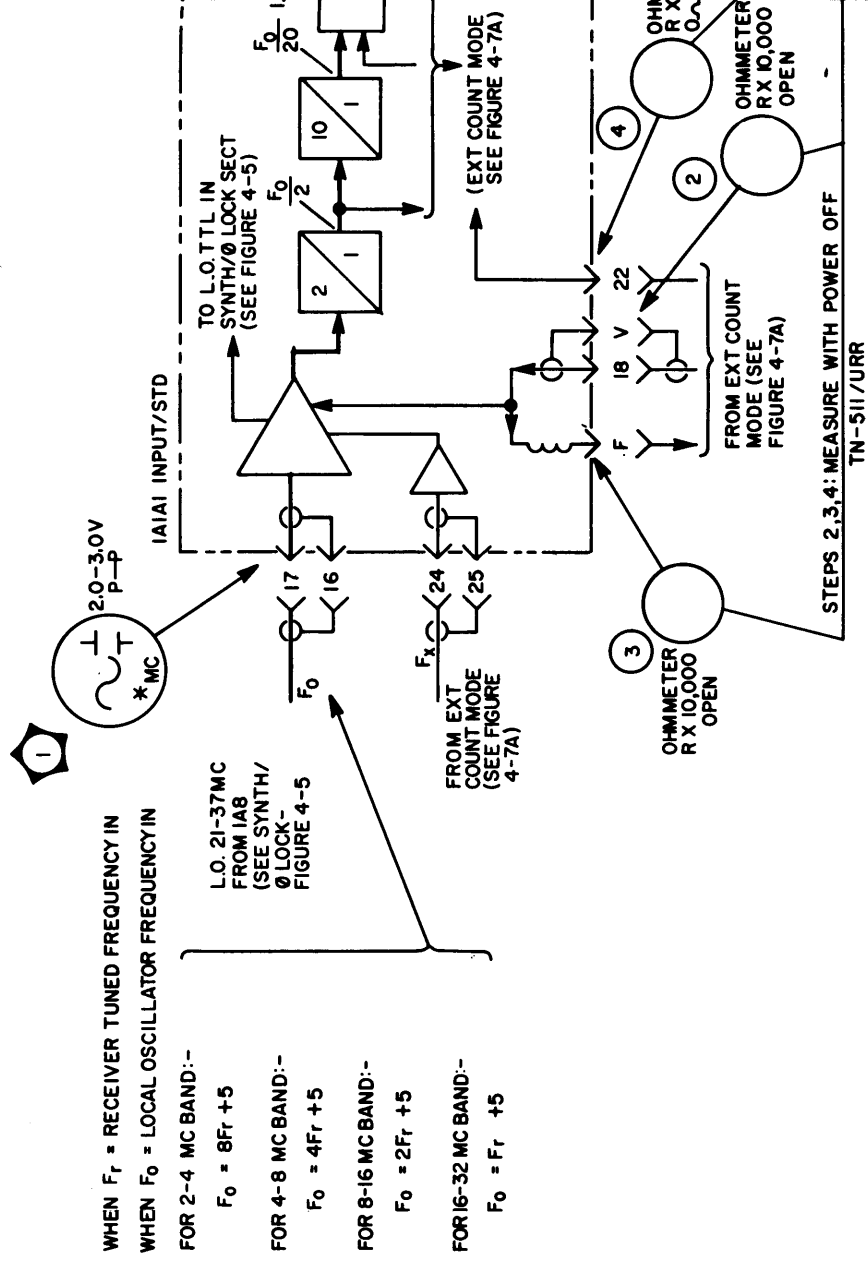 WHEN Fr = RECEIVER TUNED FREQUENCY IN
WHEN FO = LOCAL OSCILLATOR FREQUENCY IN
FOR 2-4 MC BAND:-
FO = 8Fr +5
FOR 4-8 MC BAND:-
FO = 4Fr +5
FOR 8-16 MC BAND:-
FO = 2Fr +5
FOR 16-32 MC BAND:-
FO = Fr +5
1
*MC
2.0-3.0V
P-P
L.O. 21-37MC
FROM 1A8
(SEE SYNTH/
Ø LOCK-
FIGURE 4-5
FO
17
16
FROM EXT
COUNT MODE
(SEE FIGURE
4-7A)
FX
24
25
1A1A1 INPUT/STD
TO L.O. TTL IN
SYNTH/Ø LOCK SECT
(SEE FIGURE 4-5)
2
1
FO
2
10
1
FO
20
(EXT COUNT MODE
SEE FIGURE 4-7A)
F
18
V
22
FROM EXT COUNT
MODE (SEE
FIGURE 4-7A)
3
OHMMETER
R X 10,000
OPEN
2
OHMMETER
R X 10,000
OPEN
4
R X
STEPS 2,3,4: MEASURE WITH POWER OFF
TN-511/URR